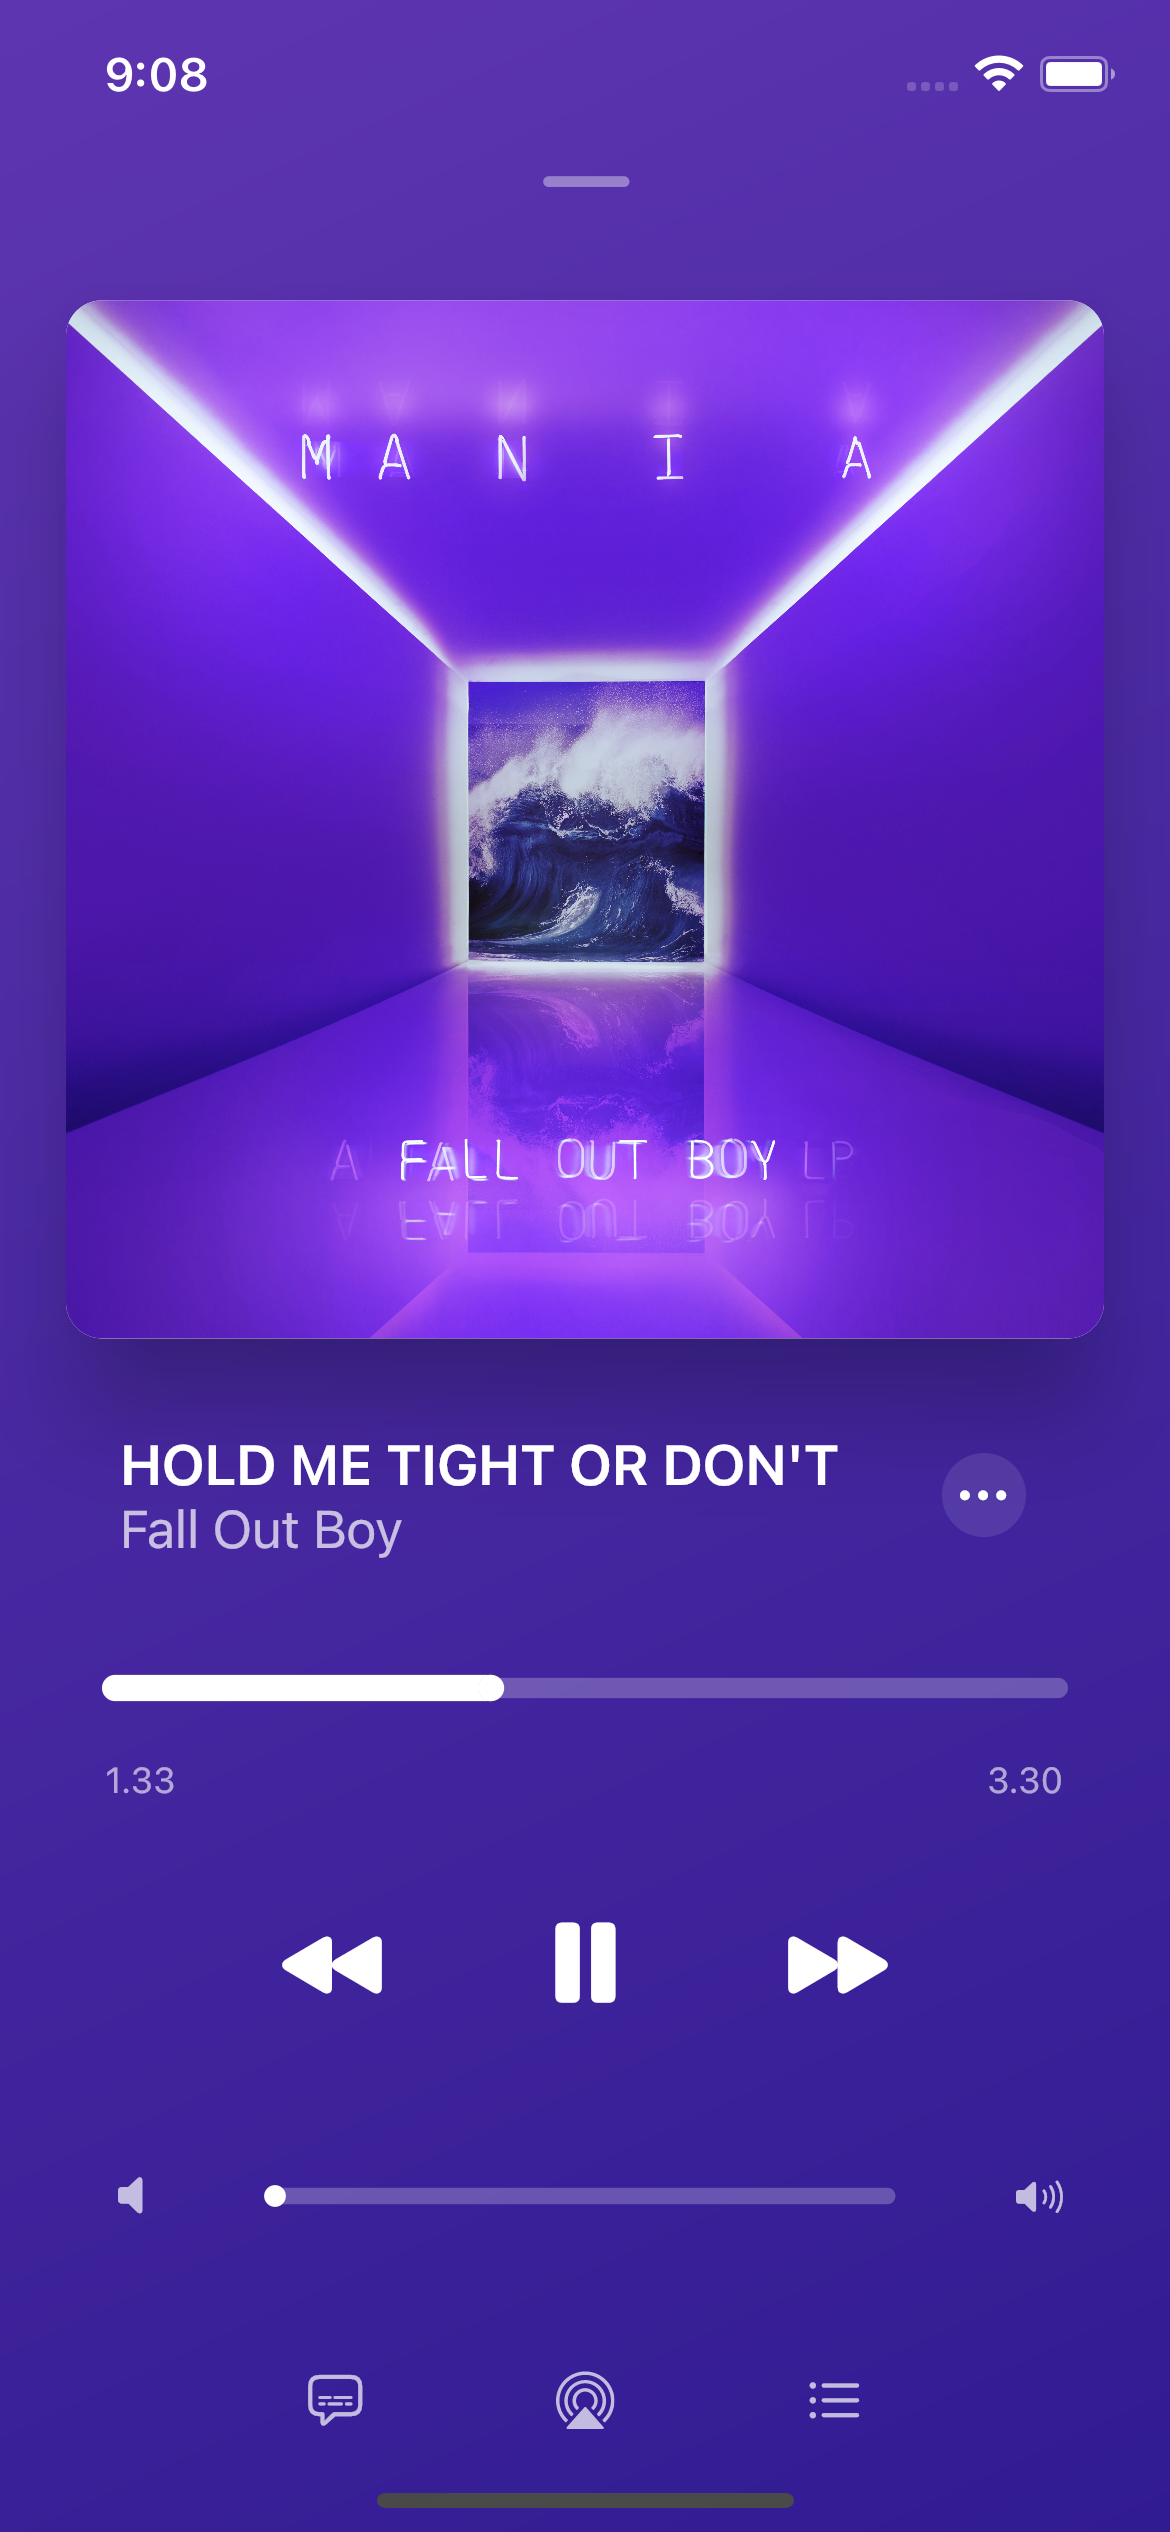 9:08
M A N I A
A FALL OUT BOY LP
HOLD ME TIGHT OR DON'T
Fall Out Boy
1.33 3.30